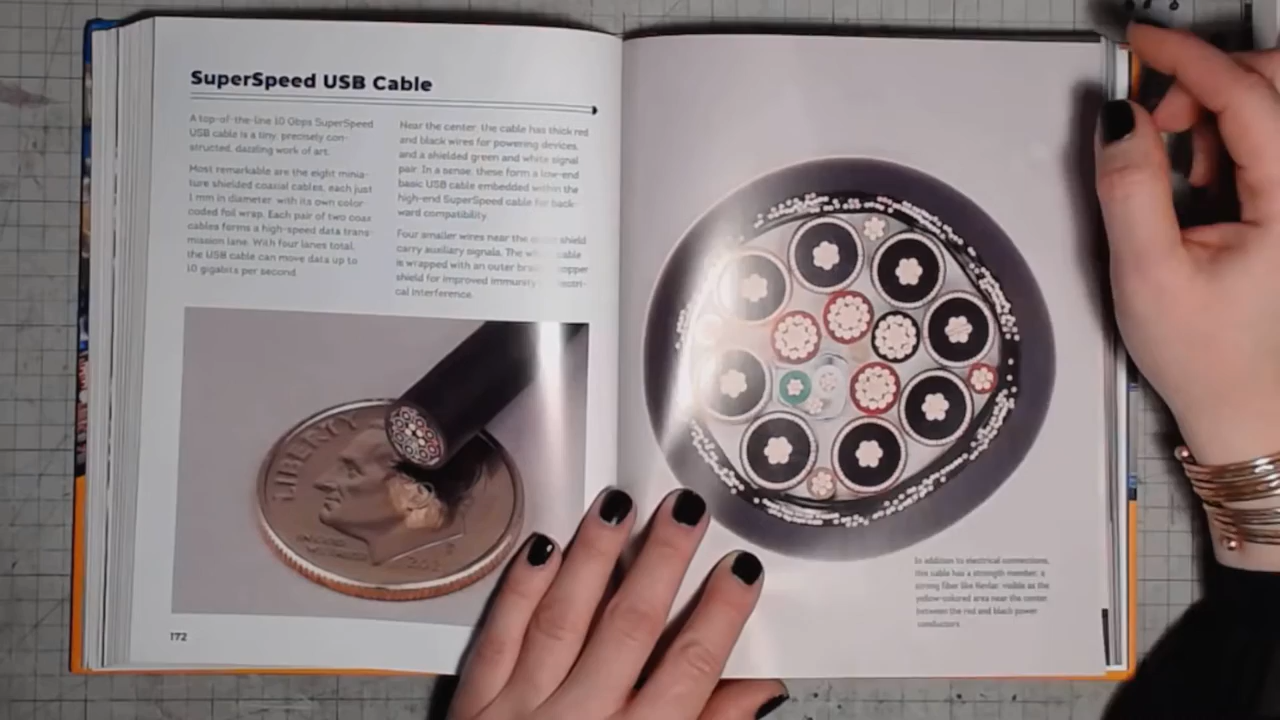 SuperSpeed USB Cable
A top-of-the-line 10 Gbps SuperSpeed
USB cable is a tiny, precisely con-
structed, dazzling work of art.
Most remarkable are the eight minia-
ture shielded coaxial cables, each just
1 mm in diameter with its own color-
coded foil wrap. Each pair of two coax
cables forms a high-speed data trans-
mission lane. With four lanes total,
the USB cable can move data up to
10 gigabits per second.
Near the center, the cable has thick red
and black wires for powering devices,
and a shielded green and white signal
pair. In a sense, these form a low-end
basic USB cable embedded within the
high-end SuperSpeed cable for back-
ward compatibility.
Four smaller wires near the shield
carry auxiliary signals. The cable
is wrapped with an outer copper
shield for improved immunity
cal interference.
LIBERTY
172
In addition to electrical connections,
this cable has a strength member, a
strong fiber like Kevlar, visible as the
yellow-colored area near the center
between the red and black power
conductors.